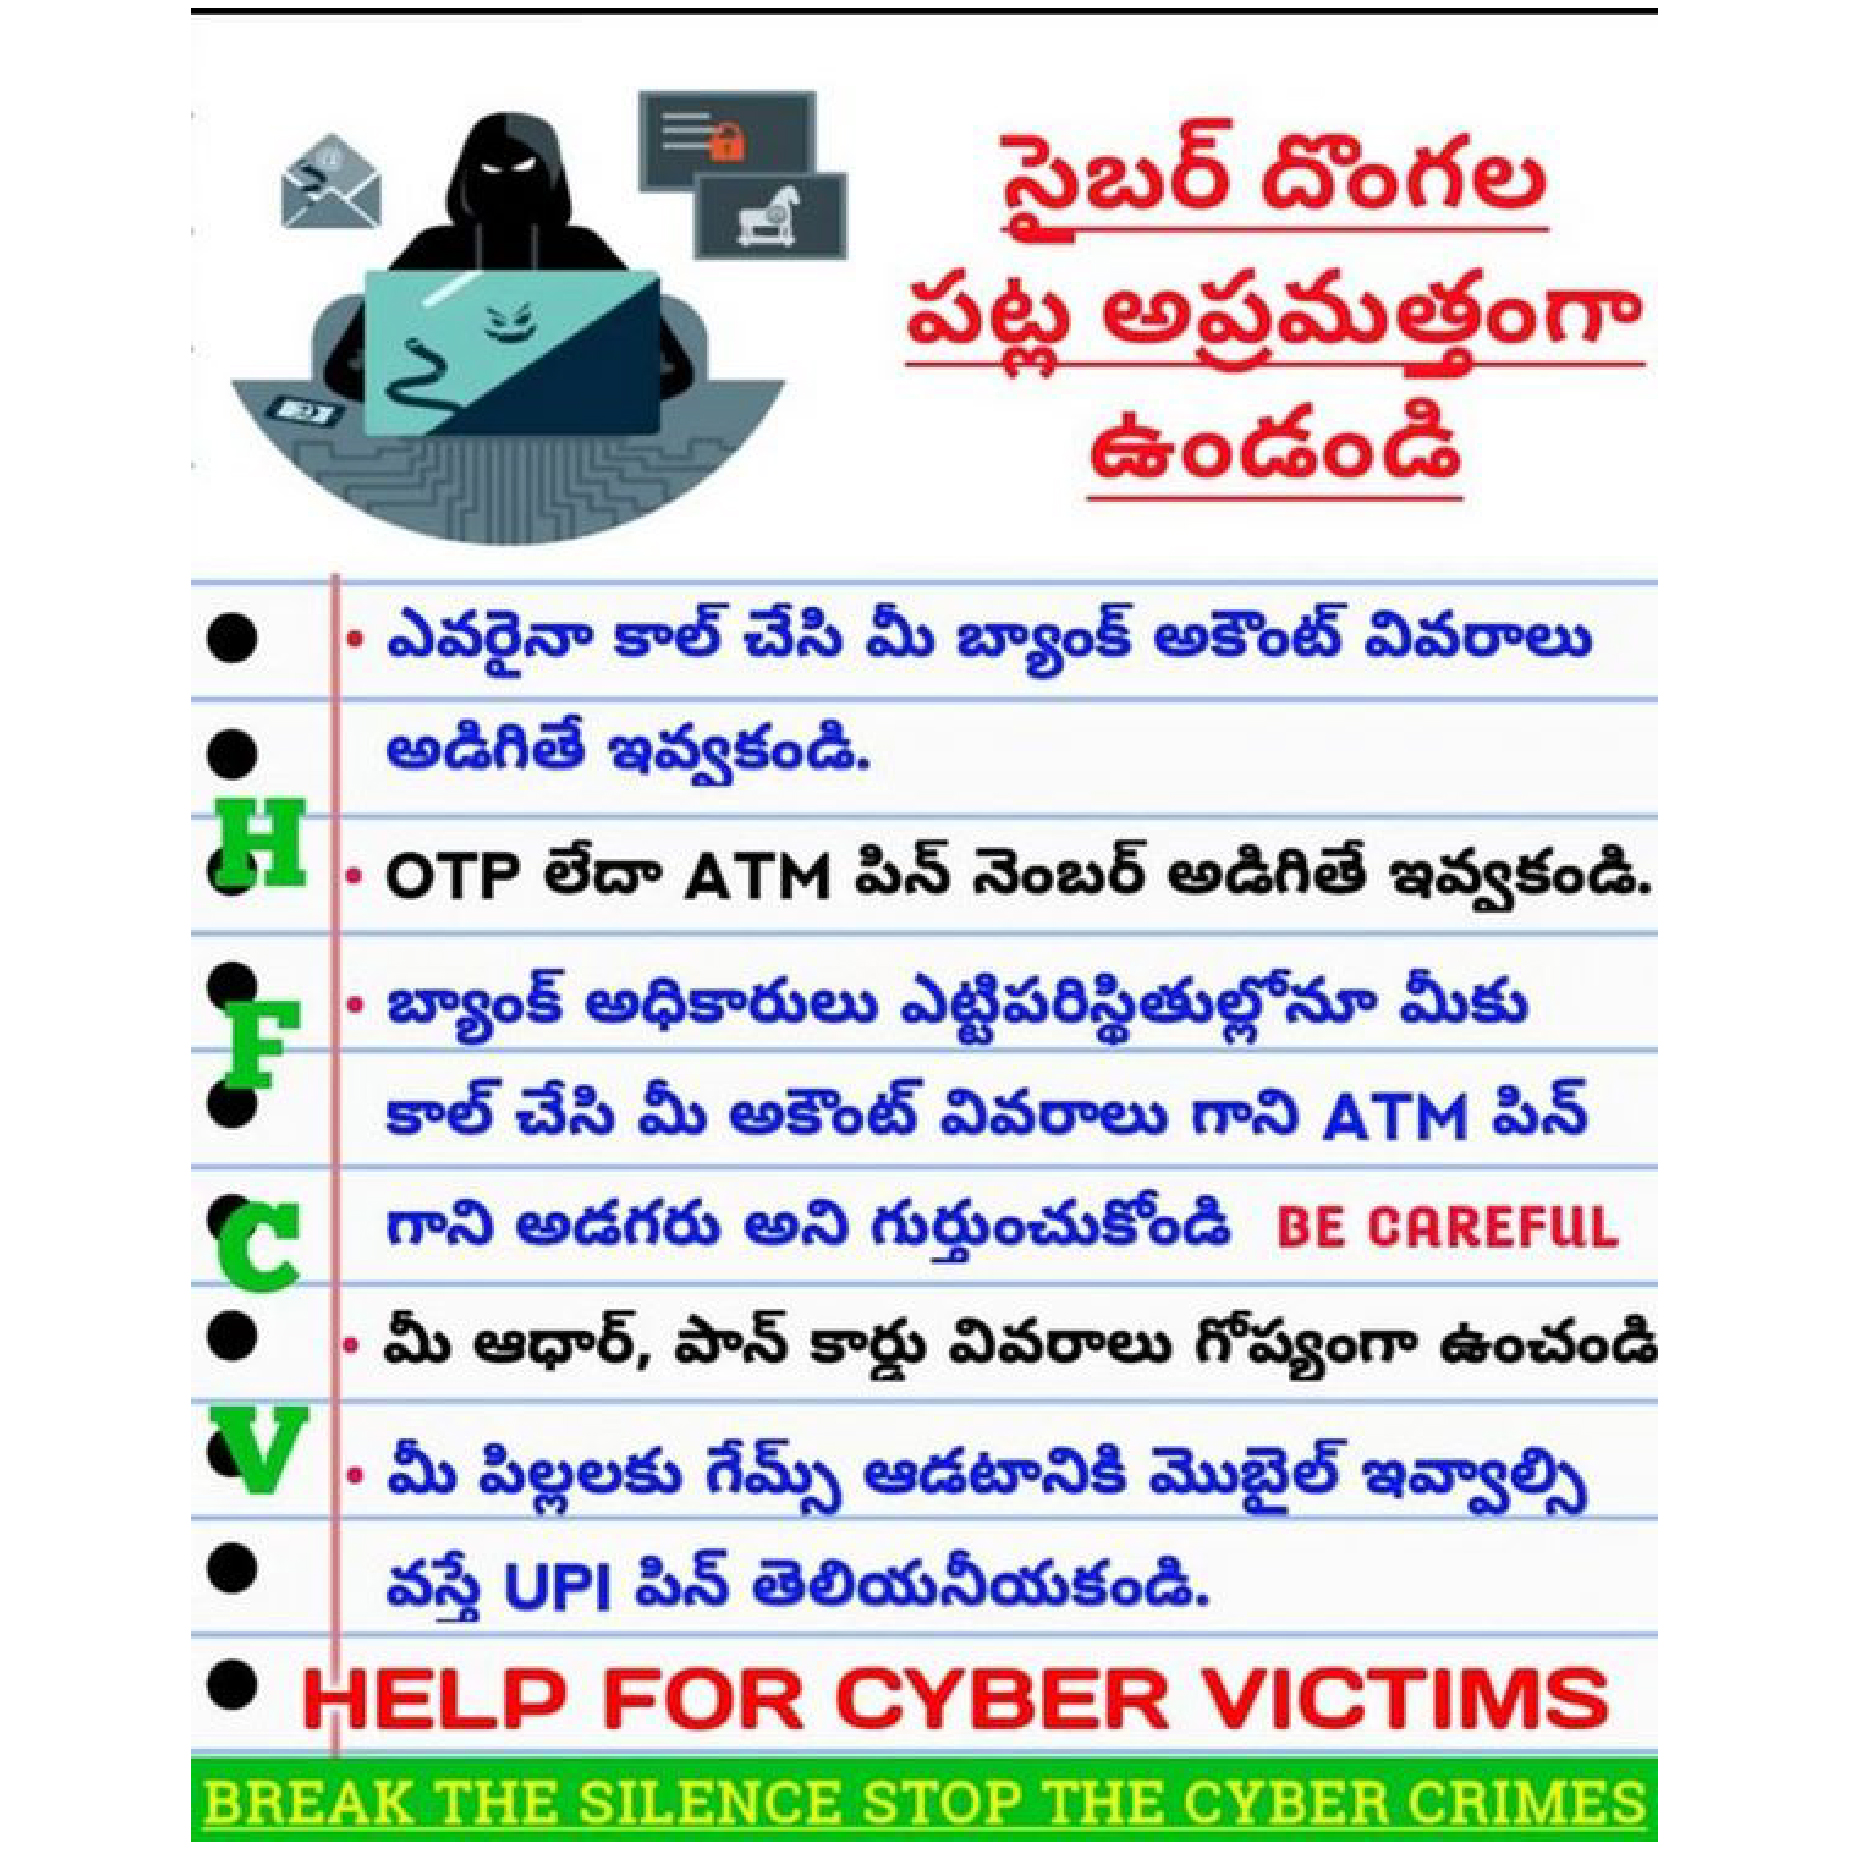 సైబర్ దొంగల
పట్ల అప్రమత్తంగా
ఉండండి
• ఎవరైనా కాల్ చేసి మీ బ్యాంక్ అకౌంట్ వివరాలు
అడిగితే ఇవ్వకండి.
• OTP లేదా ATM పిన్ నెంబర్ అడిగితే ఇవ్వకండి.
• బ్యాంక్ అధికారులు ఎట్టిపరిస్థితుల్లోనూ మీకు
కాల్ చేసి మీ అకౌంట్ వివరాలు గాని ATM పిన్
గాని అడగరు అని గుర్తుంచుకోండి BE CAREFUL
• మీ ఆధార్, పాన్ కార్డు వివరాలు గోప్యంగా ఉంచండి
• మీ పిల్లలకు గేమ్స్ ఆడటానికి మొబైల్ ఇవ్వాల్సి
వస్తే UPI పిన్ తెలియనీయకండి.
H
F
C
V
HELP FOR CYBER VICTIMS
BREAK THE SILENCE STOP THE CYBER CRIMES